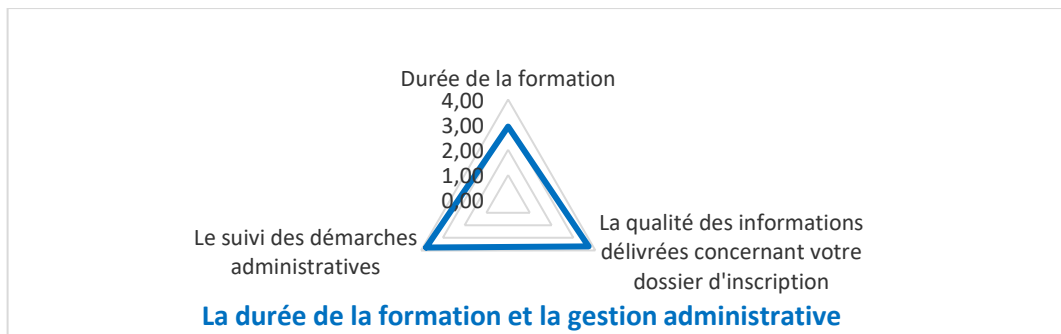 Durée de la formation
4,00
3,00
2,00
1,00
0,00
Le suivi des démarches
administratives
La qualité des informations
délivrées concernant votre
dossier d'inscription
La durée de la formation et la gestion administrative